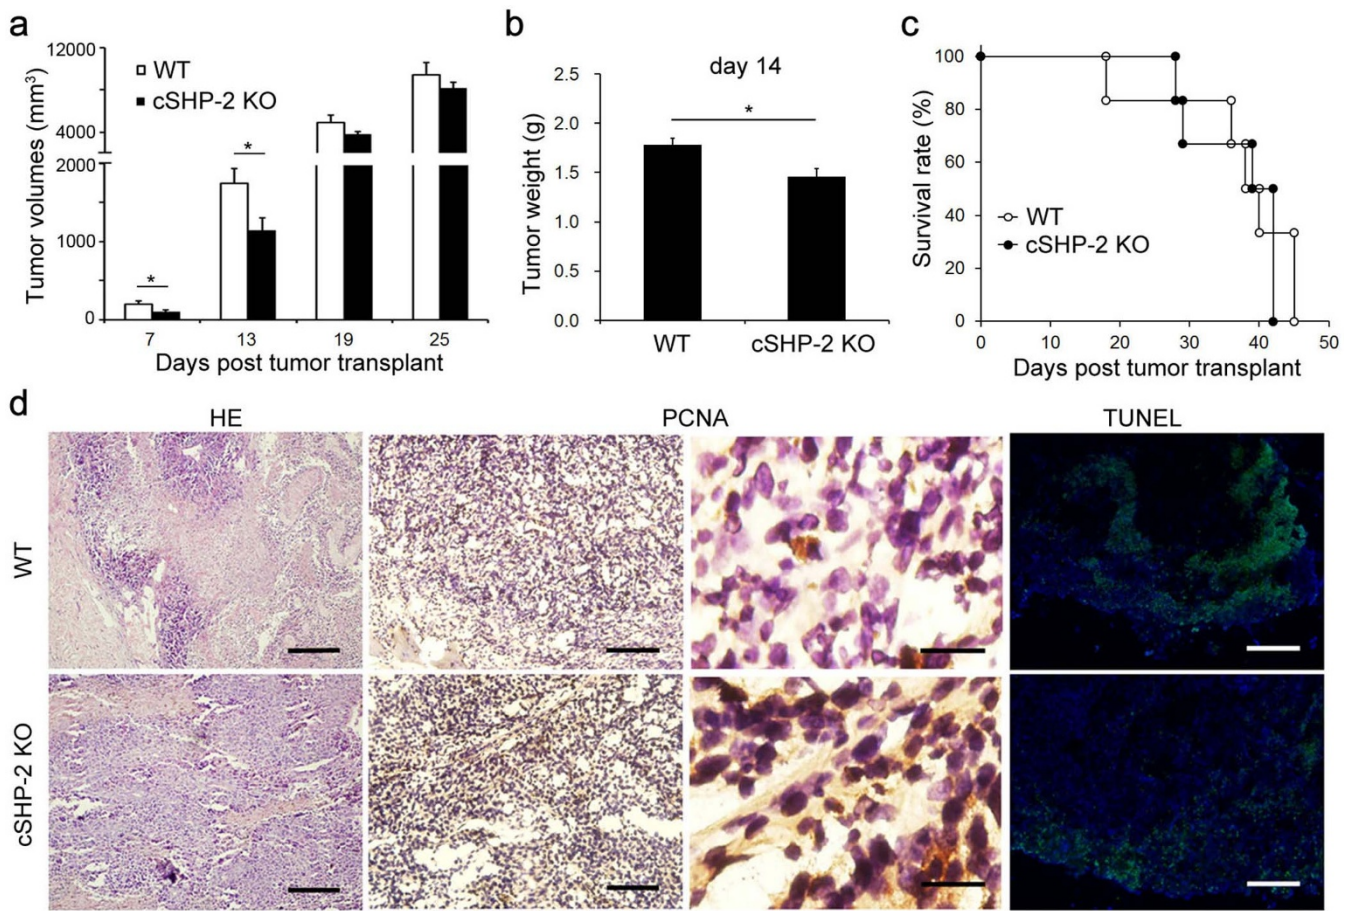 a
12000
4000
2000
1000
0
Tumor volumes (mm³)
WT
cSHP-2 KO
*
*
7 13 19 25
Days post tumor transplant
b
day 14
*
2.5
2.0
1.5
1.0
0.5
0.0
Tumor weight (g)
WT cSHP-2 KO
c
100
80
60
40
20
0
Survival rate (%)
WT
cSHP-2 KO
0 10 20 30 40 50
Days post tumor transplant
d
HE PCNA TUNEL
WT
cSHP-2 KO